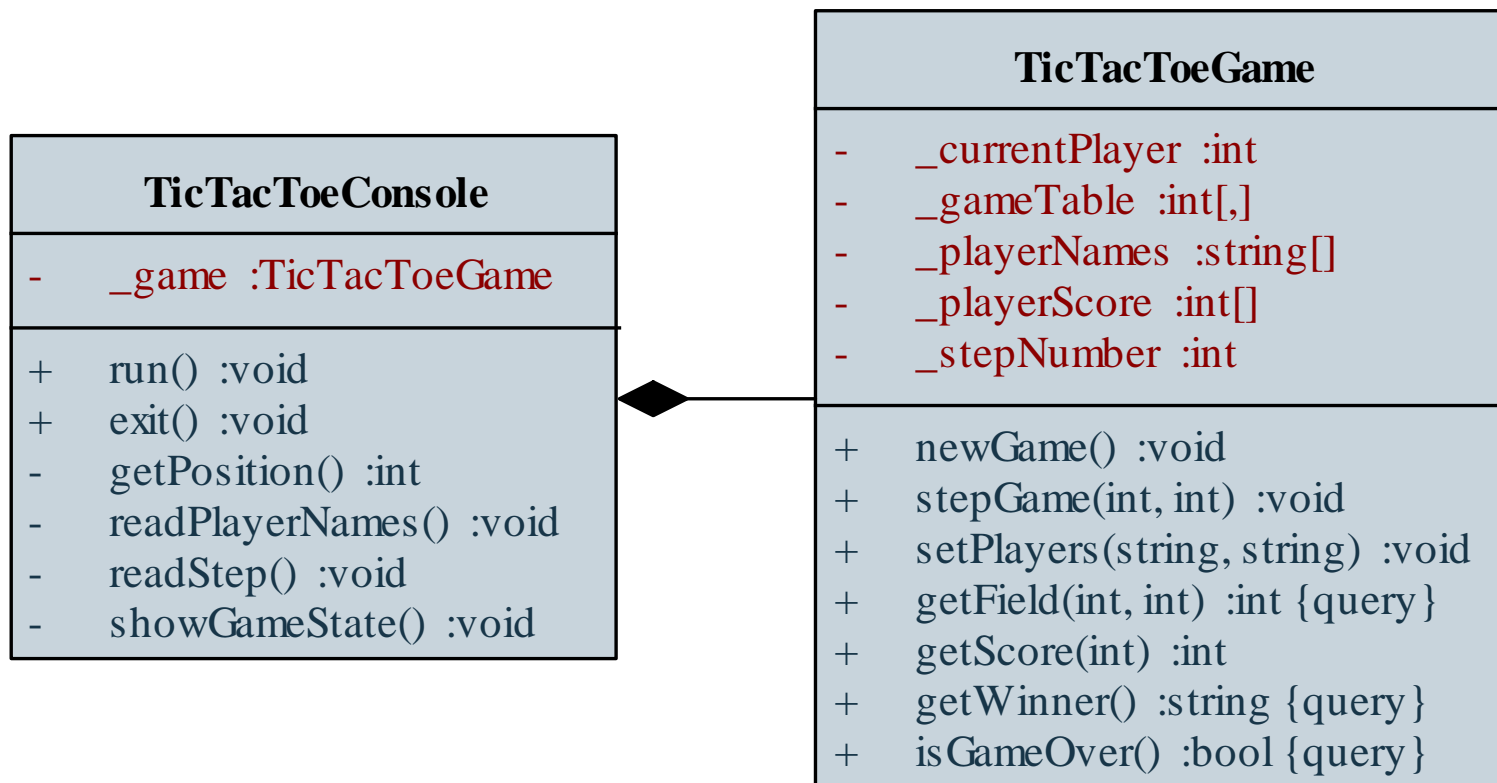 TicTacToeConsole
- _game :TicTacToeGame
+ run() :void
+ exit() :void
- getPosition() :int
- readPlayerNames() :void
- readStep() :void
- showGameState() :void
TicTacToeGame
- _currentPlayer :int
- _gameTable :int[,]
- _playerNames :string[]
- _playerScore :int[]
- _stepNumber :int
+ newGame() :void
+ stepGame(int, int) :void
+ setPlayers(string, string) :void
+ getField(int, int) :int {query}
+ getScore(int) :int
+ getWinner() :string {query}
+ isGameOver() :bool {query}